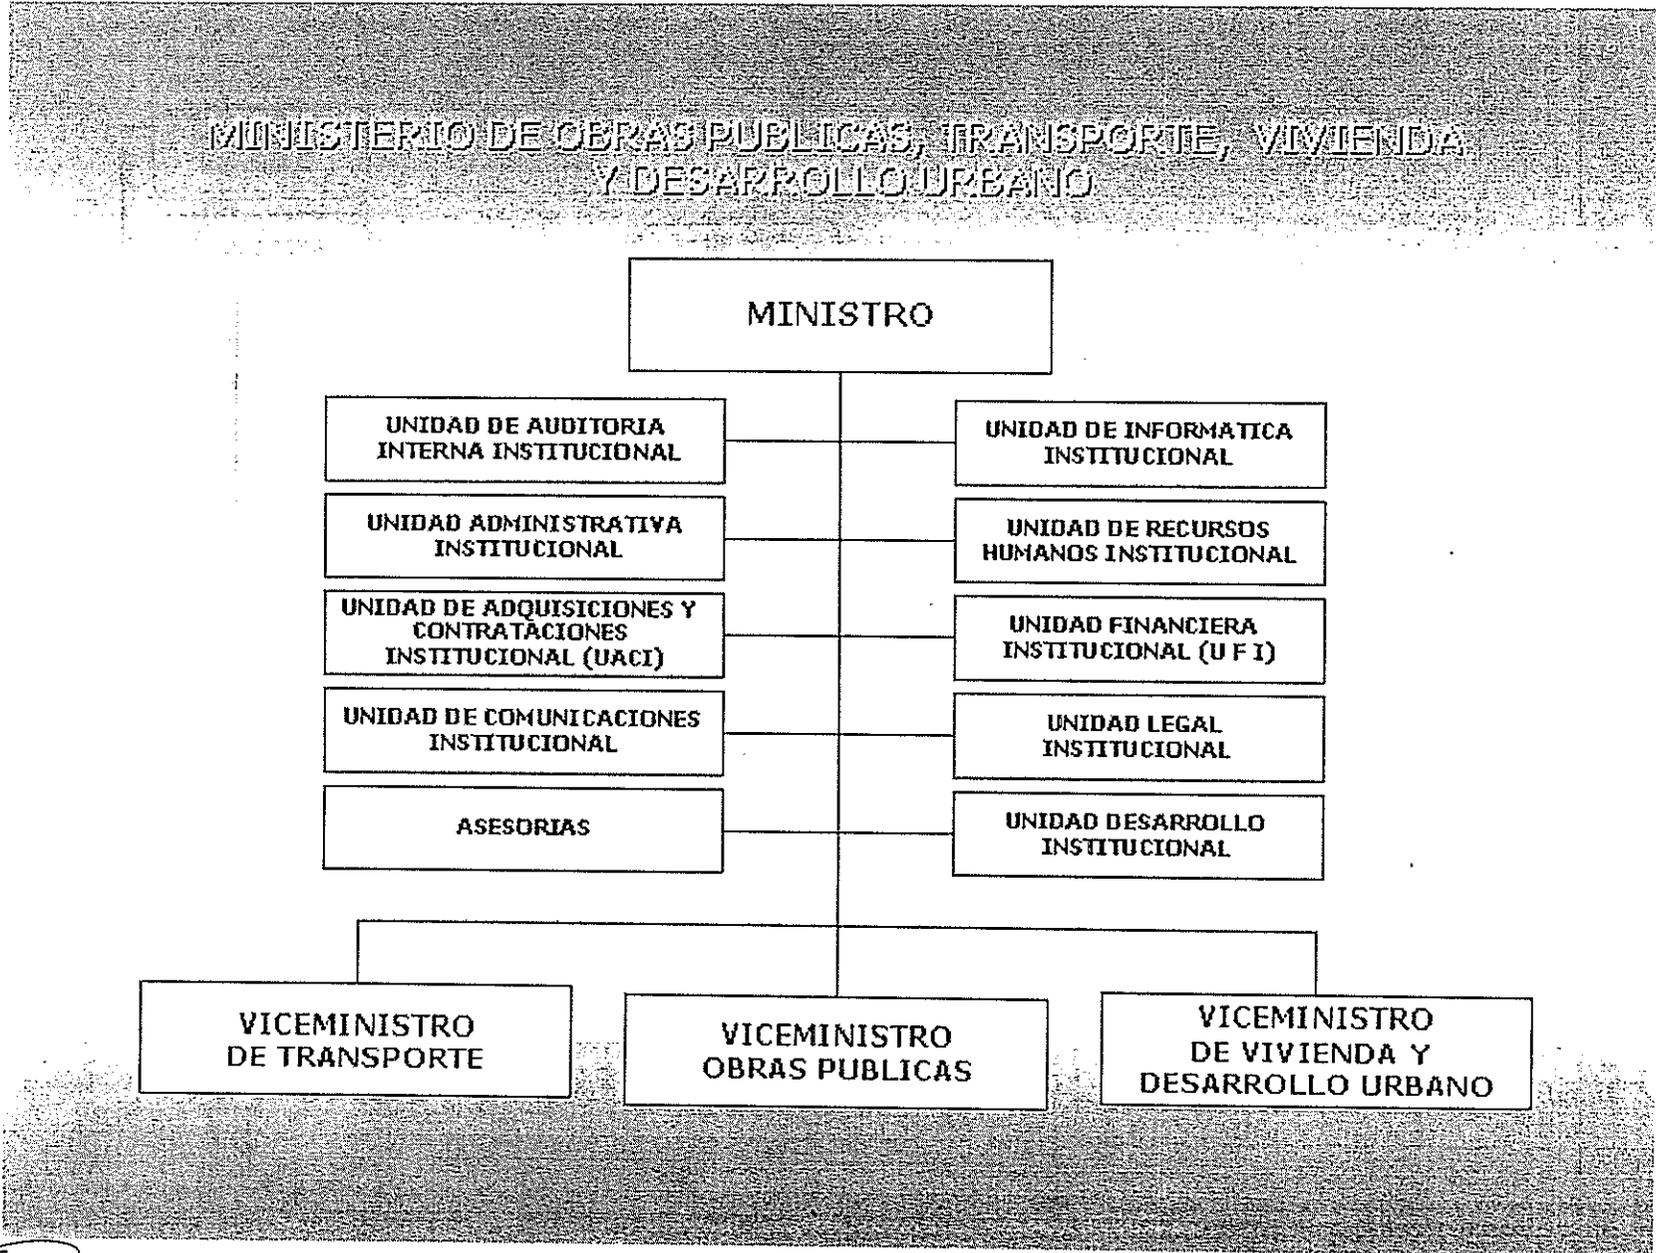 MINISTERIO DE OBRAS PUBLICAS, TRANSPORTE, VIVIENDA
Y DESARROLLO URBANO
MINISTRO
UNIDAD DE AUDITORIA
INTERNA INSTITUCIONAL
UNIDAD DE INFORMATICA
INSTITUCIONAL
UNIDAD ADMINISTRATIVA
INSTITUCIONAL
UNIDAD DE RECURSOS
HUMANOS INSTITUCIONAL
UNIDAD DE ADQUISICIONES Y
CONTRATACIONES
INSTITUCIONAL (UACI)
UNIDAD FINANCIERA
INSTITUCIONAL (U F I)
UNIDAD DE COMUNICACIONES
INSTITUCIONAL
UNIDAD LEGAL
INSTITUCIONAL
ASESORIAS
UNIDAD DESARROLLO
INSTITUCIONAL
VICEMINISTRO
DE TRANSPORTE
VICEMINISTRO
OBRAS PUBLICAS
VICEMINISTRO
DE VIVIENDA Y
DESARROLLO URBANO